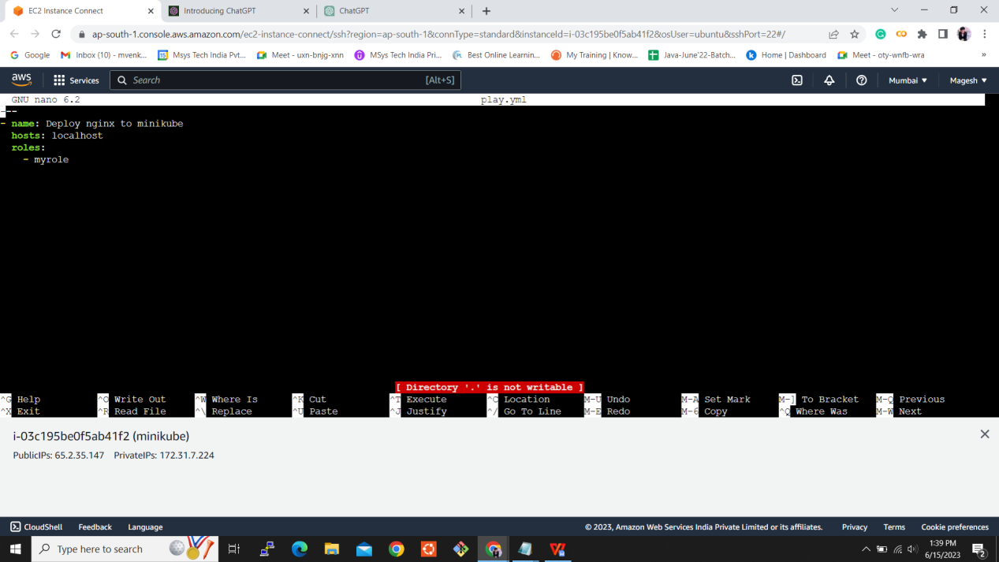 EC2 Instance Connect
Introducing ChatGPT
ChatGPT
ap-south-1.console.aws.amazon.com/ec2-instance-connect/ssh?region=ap-south-1&connType=standard&instanceId=i-03c195be0f5ab41f2&osUser=ubuntu&sshPort=22#/
Google
Inbox (10) - mvenk...
Msys Tech India Pvt...
Meet - uxn-bnjg-xnn
MSys Tech India Pri...
Best Online Learnin...
My Training | Know...
Java-June'22-Batch...
Home | Dashboard
Meet - oty-wnfb-wra
»
aws
Services
Search
[Alt+S]
Mumbai ▼
Magesh ▼
GNU nano 6.2 play.yml
---
- name: Deploy nginx to minikube
hosts: localhost
roles:
- myrole
[ Directory '.' is not writable ]
^G Help ^O Write Out ^W Where Is ^K Cut ^T Execute ^C Location M-U Undo M-A Set Mark M-] To Bracket M-Q Previous
^X Exit ^R Read File ^\ Replace ^U Paste ^J Justify ^/ Go To Line M-E Redo M-6 Copy ^Q Where Was M-W Next
i-03c195be0f5ab41f2 (minikube)
PublicIPs: 65.2.35.147 PrivateIPs: 172.31.7.224
CloudShell Feedback Language © 2023, Amazon Web Services India Private Limited or its affiliates. Privacy Terms Cookie preferences
Type here to search
1:39 PM
6/15/2023
2